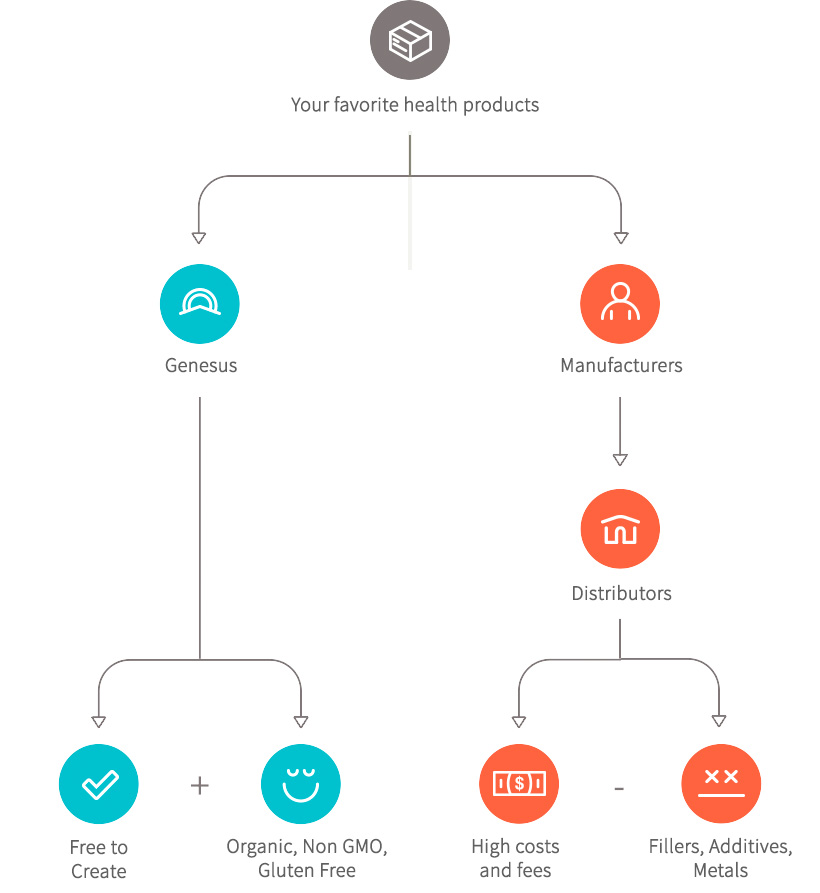 Your favorite health products
Genesus
Manufacturers
Distributors
$
+
-
Free to
Create
Organic, Non GMO,
Gluten Free
High costs
and fees
Fillers, Additives,
Metals